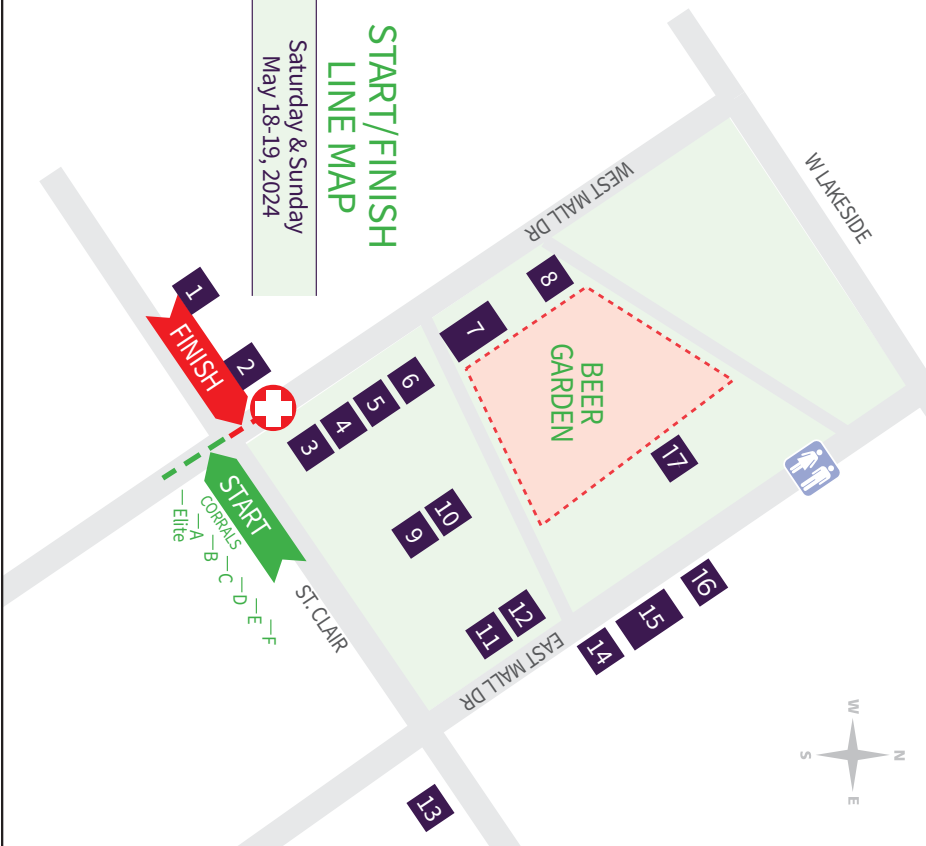 START/FINISH
LINE MAP
Saturday & Sunday
May 18-19, 2024
W LAKESIDE
WEST MALL DR
8
7
BEER
GARDEN
6
5
4
3
1
FINISH
2
17
10
9
START
CORRALS
Elite
A
B
C
D
E
F
ST. CLAIR
12
11
EAST MALL DR
16
15
14
13
W
N
S
E